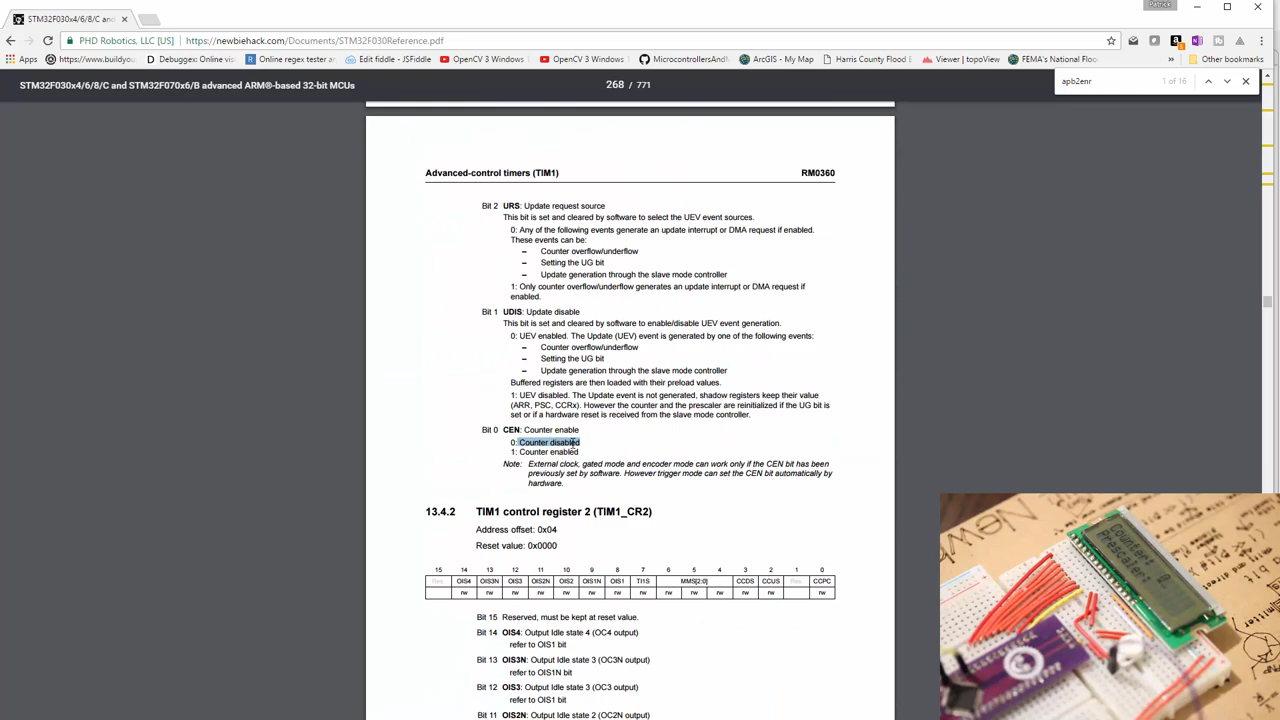 Patrick
STM32F030x4/6/8/C and
PHD Robotics, LLC [US] https://newbiehack.com/Documents/STM32F030Reference.pdf
Apps https://www.buildyou Debuggex: Online vis Online regex tester an Edit fiddle - JSFiddle OpenCV 3 Windows OpenCV 3 Windows MicrocontrollersAndM ArcGIS - My Map Harris County Flood Viewer | topoView FEMA's National Floo Other bookmarks
STM32F030x4/6/8/C and STM32F070x6/B advanced ARM®-based 32-bit MCUs 268 / 771 apb2enr 1 of 16
Advanced-control timers (TIM1) RM0360
Bit 2 URS: Update request source
This bit is set and cleared by software to select the UEV event sources.
0: Any of the following events generate an update interrupt or DMA request if enabled.
These events can be:
– Counter overflow/underflow
– Setting the UG bit
– Update generation through the slave mode controller
1: Only counter overflow/underflow generates an update interrupt or DMA request if
enabled.
Bit 1 UDIS: Update disable
This bit is set and cleared by software to enable/disable UEV event generation.
0: UEV enabled. The Update (UEV) event is generated by one of the following events:
– Counter overflow/underflow
– Setting the UG bit
– Update generation through the slave mode controller
Buffered registers are then loaded with their preload values.
1: UEV disabled. The Update event is not generated, shadow registers keep their value
(ARR, PSC, CCRx). However the counter and the prescaler are reinitialized if the UG bit is
set or if a hardware reset is received from the slave mode controller.
Bit 0 CEN: Counter enable
0: Counter disabled
1: Counter enabled
Note: External clock, gated mode and encoder mode can work only if the CEN bit has been
previously set by software. However trigger mode can set the CEN bit automatically by
hardware.
13.4.2 TIM1 control register 2 (TIM1_CR2)
Address offset: 0x04
Reset value: 0x0000
15 14 13 12 11 10 9 8 7 6 5 4 3 2 1 0
Res. OIS4 OIS3N OIS3 OIS2N OIS2 OIS1N OIS1 TI1S MMS[2:0] CCDS CCUS Res. CCPC
rw rw rw rw rw rw rw rw rw rw rw rw rw rw
Bit 15 Reserved, must be kept at reset value.
Bit 14 OIS4: Output Idle state 4 (OC4 output)
refer to OIS1 bit
Bit 13 OIS3N: Output Idle state 3 (OC3N output)
refer to OIS1N bit
Bit 12 OIS3: Output Idle state 3 (OC3 output)
refer to OIS1 bit
Bit 11 OIS2N: Output Idle state 2 (OC2N output)
Counter 0
Prescaler